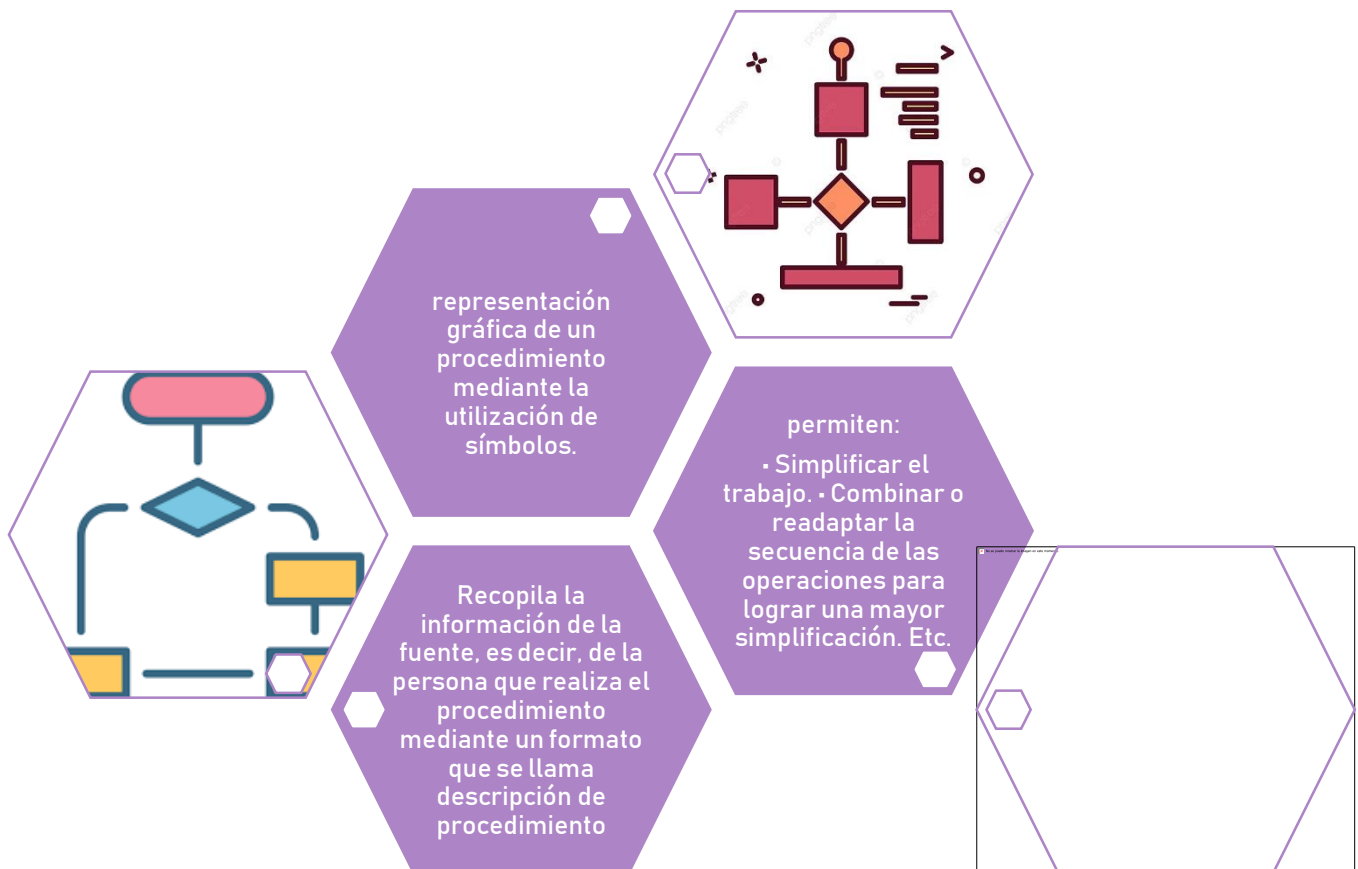 representación
gráfica de un
procedimiento
mediante la
utilización de
símbolos.
permiten:
▪ Simplificar el
trabajo. ▪ Combinar o
readaptar la
secuencia de las
operaciones para
lograr una mayor
simplificación. Etc.
Recopila la
información de la
fuente, es decir, de la
persona que realiza el
procedimiento
mediante un formato
que se llama
descripción de
procedimiento